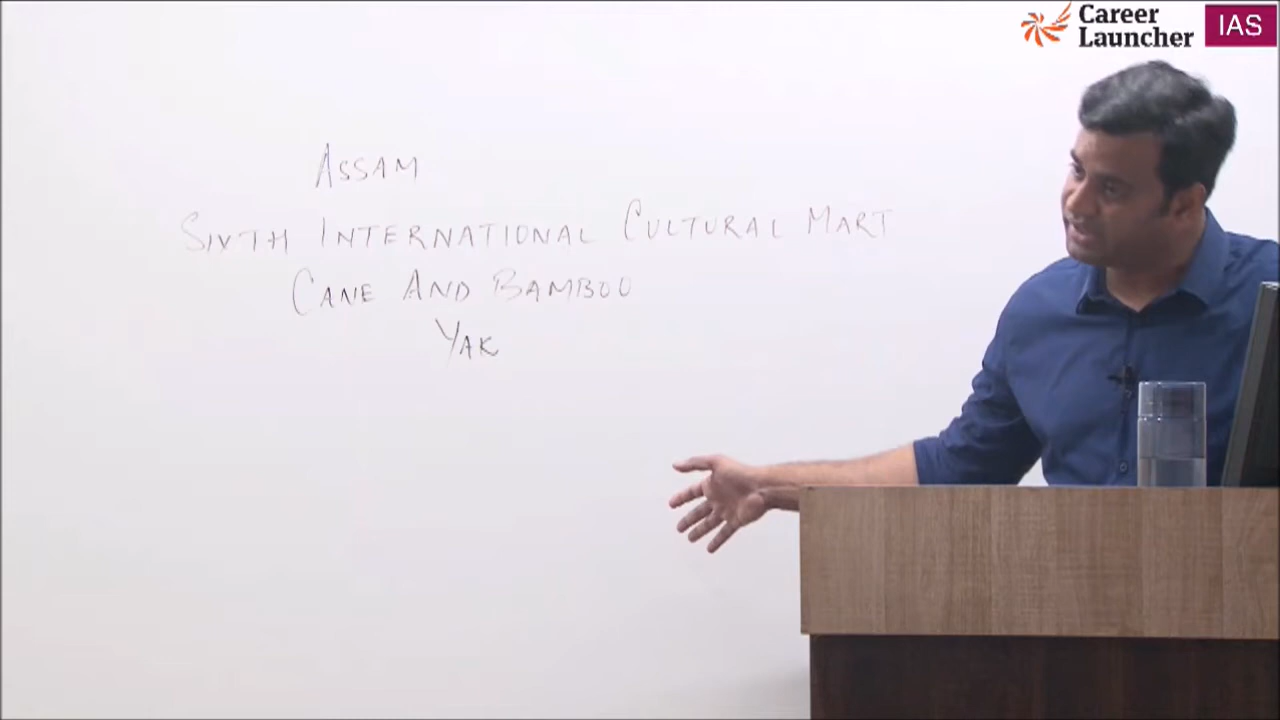 Career
Launcher
IAS
ASSAM
SIXTH INTERNATIONAL CULTURAL MART
CANE AND BAMBOO
YAK